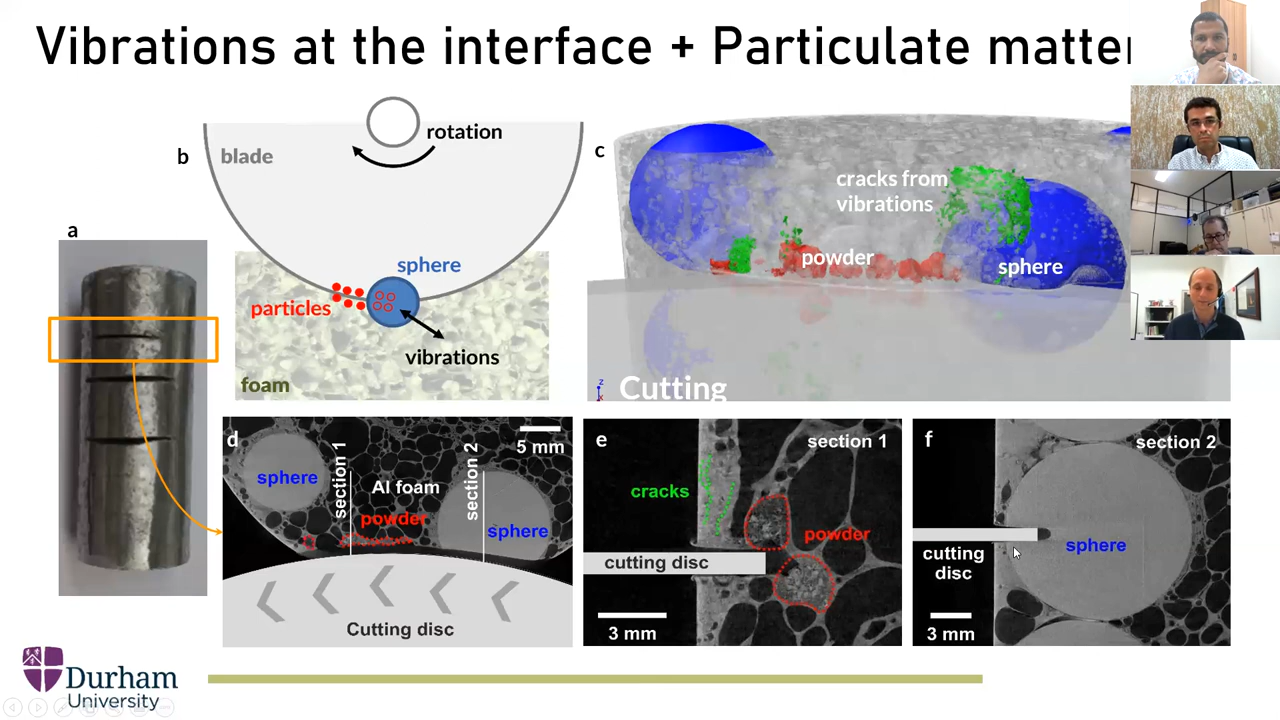 Vibrations at the interface + Particulate matter
a
b
blade
rotation
sphere
particles
vibrations
foam
c
cracks from
vibrations
powder
sphere
z
x
Cutting
d
sphere
section 1
Al foam
powder
section 2
sphere
5 mm
Cutting disc
e
section 1
cracks
powder
cutting disc
3 mm
f
section 2
cutting
disc
sphere
3 mm
Durham
University